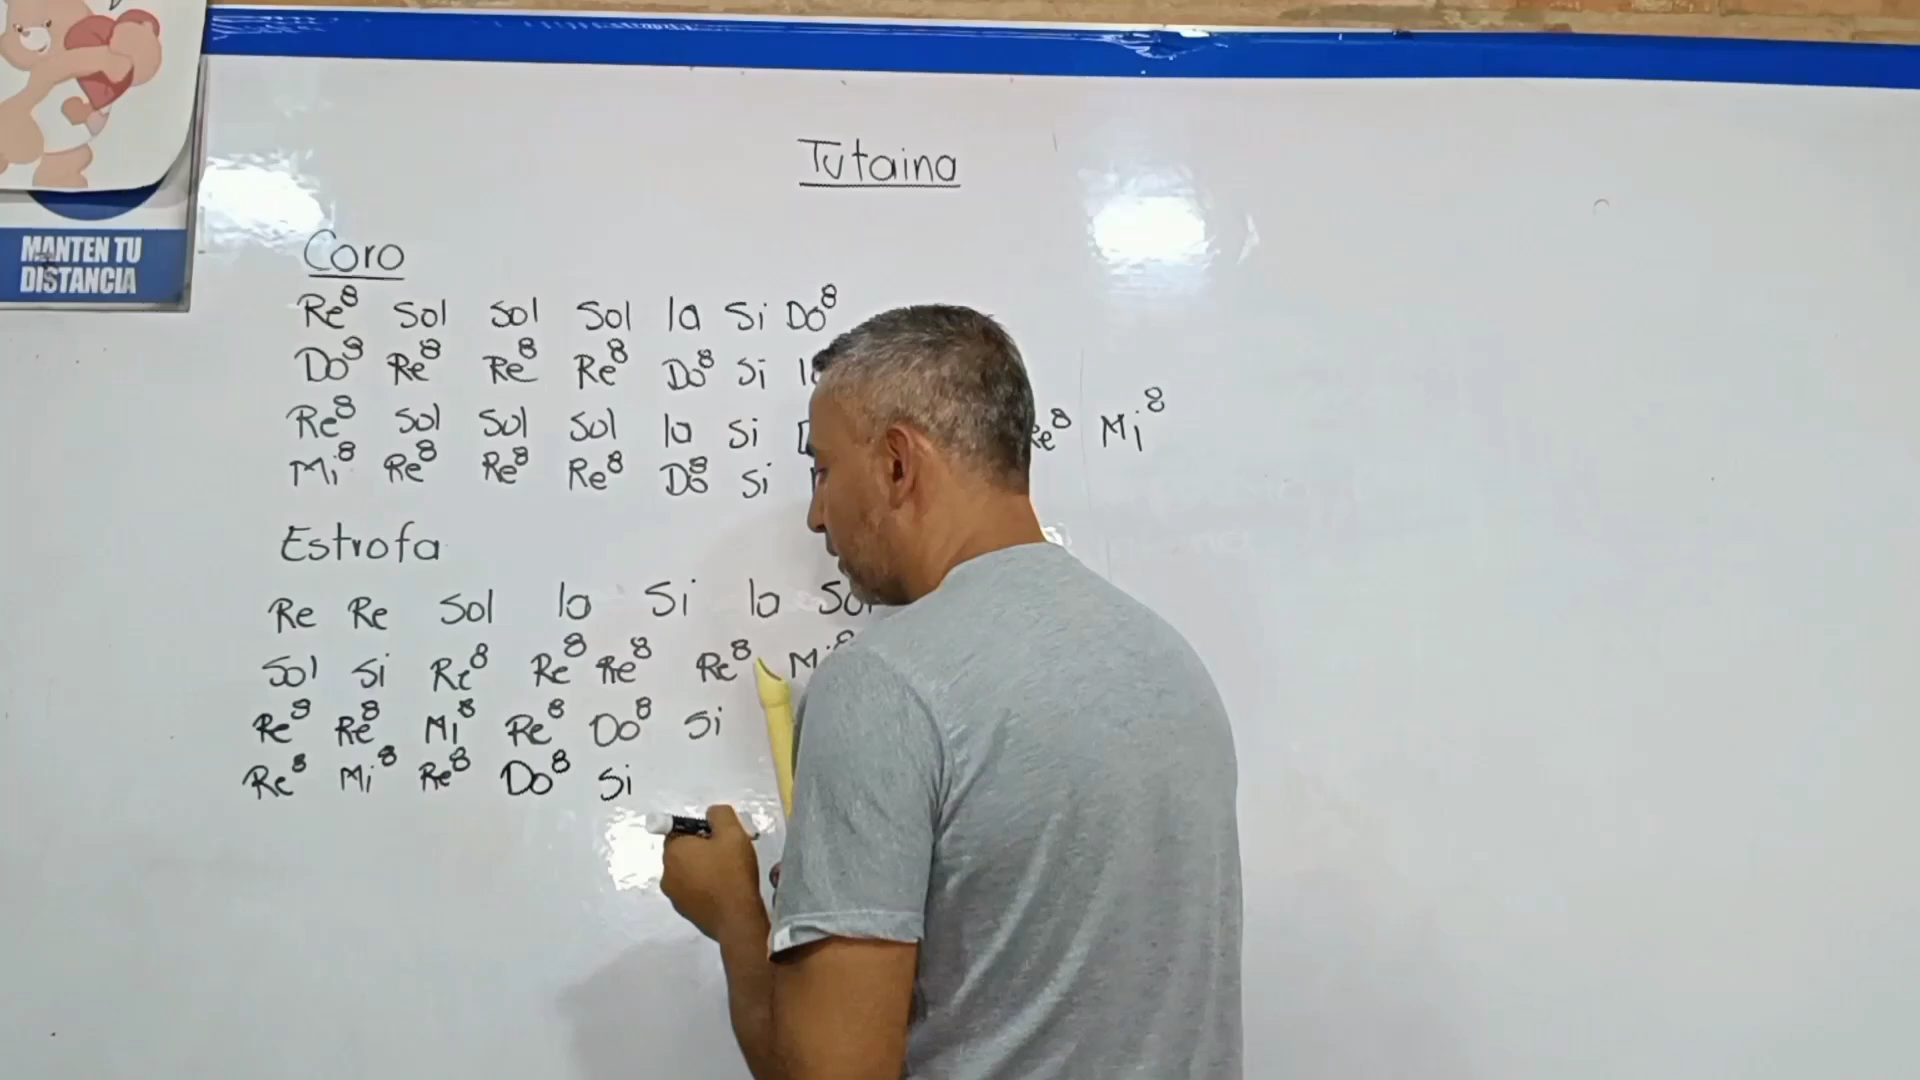 MANTEN TU
DISTANCIA
Tutaina
Coro
Re⁸ Sol Sol Sol la Si Do⁸
Do⁸ Re⁸ Re⁸ Re⁸ Do⁸ Si
Re⁸ Sol Sol Sol la Si Re⁸ Mi⁸
Mi⁸ Re⁸ Re⁸ Re⁸ Do⁸ Si
Estrofa
Re Re Sol la Si la Sol
Sol Si Re⁸ Re⁸ Re⁸ Re⁸ Mi⁸
Re⁸ Re⁸ Mi⁸ Re⁸ Do⁸ Si
Re⁸ Mi⁸ Re⁸ Do⁸ Si